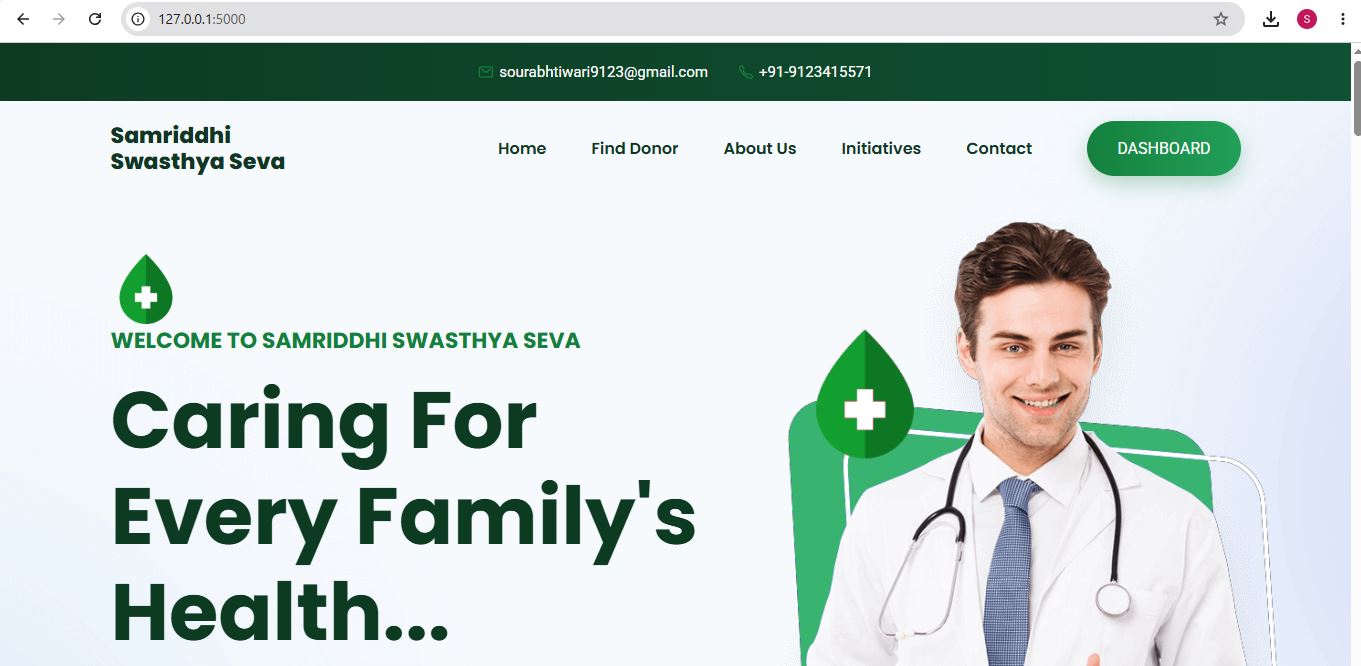 127.0.0.1:5000
S
sourabhtiwari9123@gmail.com +91-9123415571
Samriddhi
Swasthya Seva
Home Find Donor About Us Initiatives Contact DASHBOARD
WELCOME TO SAMRIDDHI SWASTHYA SEVA
Caring For
Every Family's
Health...